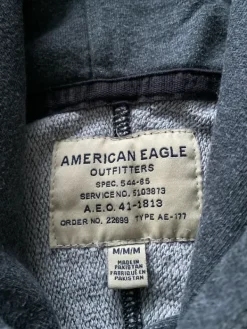 AMERICAN EAGLE
OUTFITTERS
SPEC. 544-85
SERVICE NO. 5103873
A.E.O. 41-1813
ORDER NO. 22699 TYPE AE-177
M/M/M
MADE IN
PAKISTAN
FABRIQUÉ EN
PAKISTAN